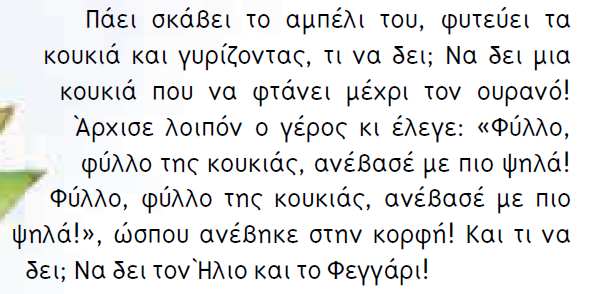 Πάει σκάβει το αμπέλι του, φυτεύει τα
κουκιά και γυρίζοντας, τι να δει; Να δει μια
κουκιά που να φτάνει μέχρι τον ουρανό!
Ὰρχισε λοιπόν ο γέρος κι έλεγε: «Φύλλο,
φύλλο της κουκιάς, ανέβασέ με πιο ψηλά!
Φύλλο, φύλλο της κουκιάς, ανέβασέ με πιο
ψηλά!», ώσπου ανέβηκε στην κορφή! Και τι να
δει; Να δει τον Ὴλιο και το Φεγγάρι!